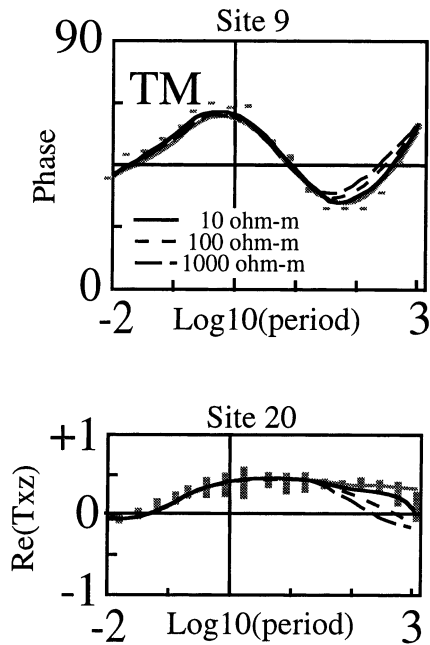 Site 9
90
TM
Phase
10 ohm-m
100 ohm-m
1000 ohm-m
0
-2 Log10(period) 3
Site 20
+1
Re(Txz)
0
-1
-2 Log10(period) 3